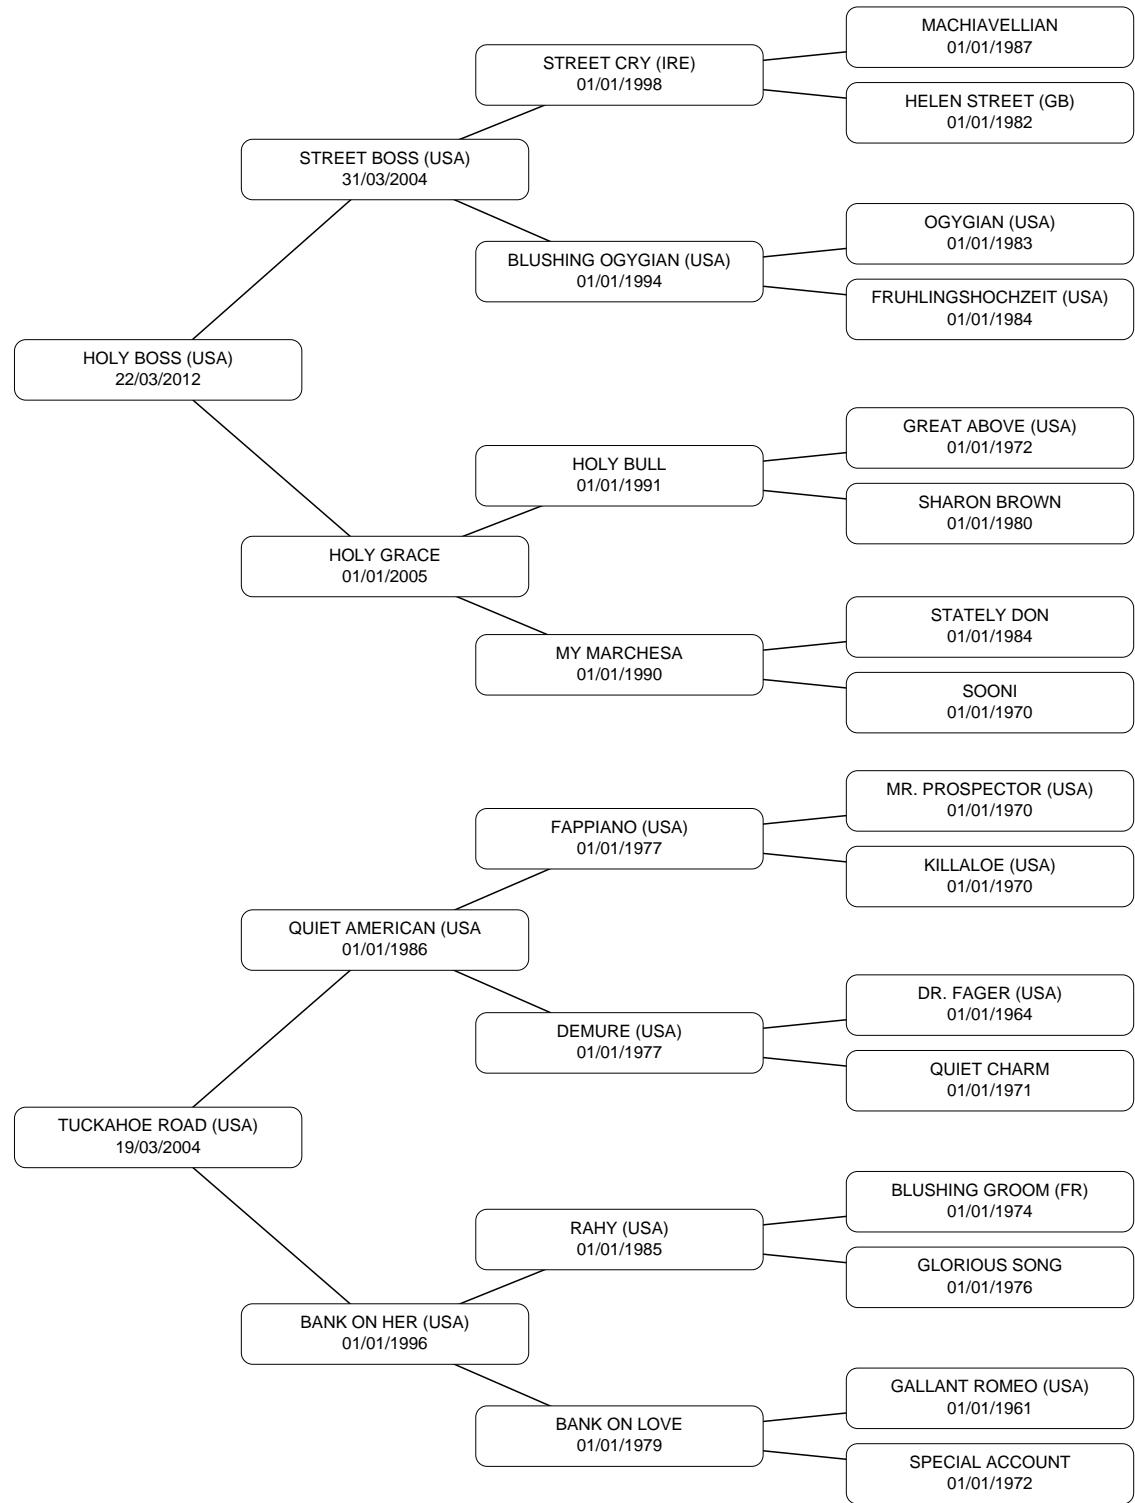 MACHIAVELLIAN
01/01/1987
STREET CRY (IRE)
01/01/1998
HELEN STREET (GB)
01/01/1982
STREET BOSS (USA)
31/03/2004
OGYGIAN (USA)
01/01/1983
BLUSHING OGYGIAN (USA)
01/01/1994
FRUHLINGSHOCHZEIT (USA)
01/01/1984
HOLY BOSS (USA)
22/03/2012
GREAT ABOVE (USA)
01/01/1972
HOLY BULL
01/01/1991
SHARON BROWN
01/01/1980
HOLY GRACE
01/01/2005
STATELY DON
01/01/1984
MY MARCHESA
01/01/1990
SOONI
01/01/1970
MR. PROSPECTOR (USA)
01/01/1970
FAPPIANO (USA)
01/01/1977
KILLALOE (USA)
01/01/1970
QUIET AMERICAN (USA
01/01/1986
DR. FAGER (USA)
01/01/1964
DEMURE (USA)
01/01/1977
QUIET CHARM
01/01/1971
TUCKAHOE ROAD (USA)
19/03/2004
BLUSHING GROOM (FR)
01/01/1974
RAHY (USA)
01/01/1985
GLORIOUS SONG
01/01/1976
BANK ON HER (USA)
01/01/1996
GALLANT ROMEO (USA)
01/01/1961
BANK ON LOVE
01/01/1979
SPECIAL ACCOUNT
01/01/1972